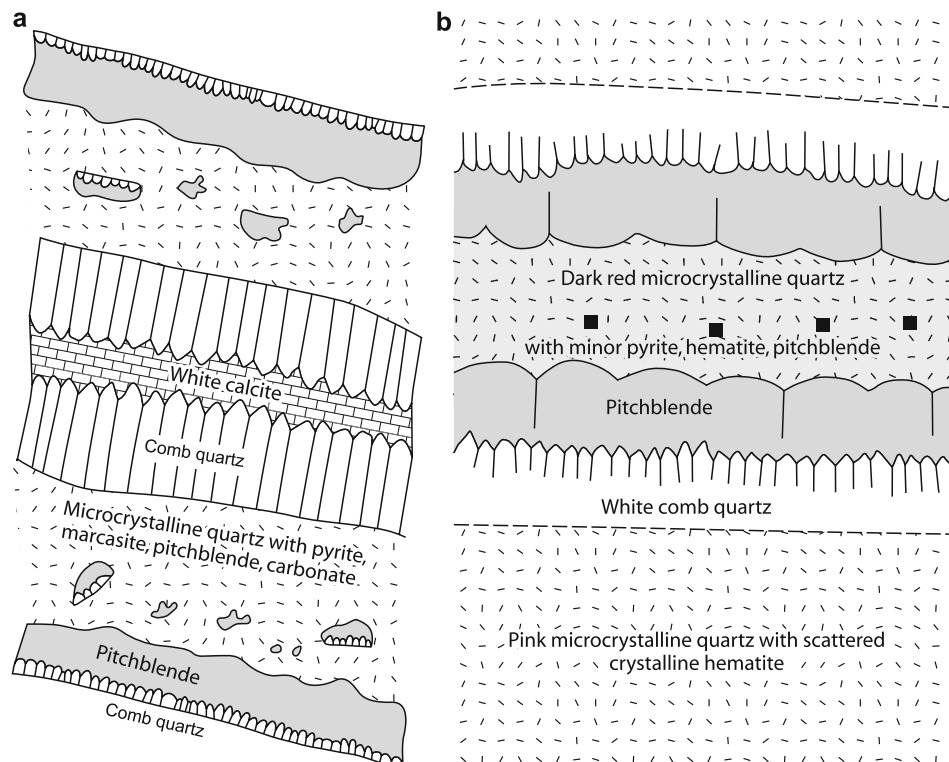 a
White calcite
Comb quartz
Microcrystalline quartz with pyrite,
marcasite, pitchblende, carbonate
Pitchblende
Comb quartz
b
Dark red microcrystalline quartz
with minor pyrite, hematite, pitchblende
Pitchblende
White comb quartz
Pink microcrystalline quartz with scattered
crystalline hematite